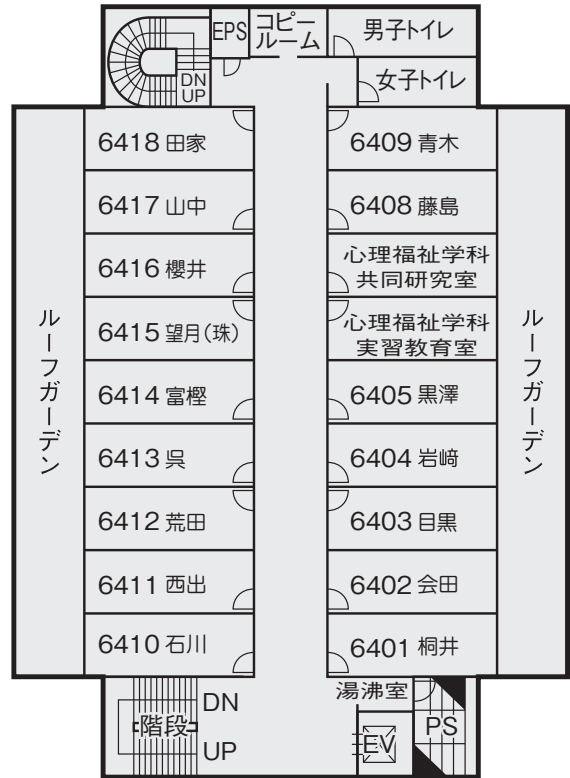 EPS
コピー
ルーム
男子トイレ
DN
UP
女子トイレ
6418 田家
6409 青木
6417 山中
6408 藤島
6416 櫻井
心理福祉学科
共同研究室
6415 望月(珠)
心理福祉学科
実習教育室
ルーフガーデン
ルーフガーデン
6414 富樫
6405 黒澤
6413 呉
6404 岩﨑
6412 荒田
6403 目黒
6411 西出
6402 会田
6410 石川
6401 桐井
湯沸室
DN
階段
UP
EV
PS